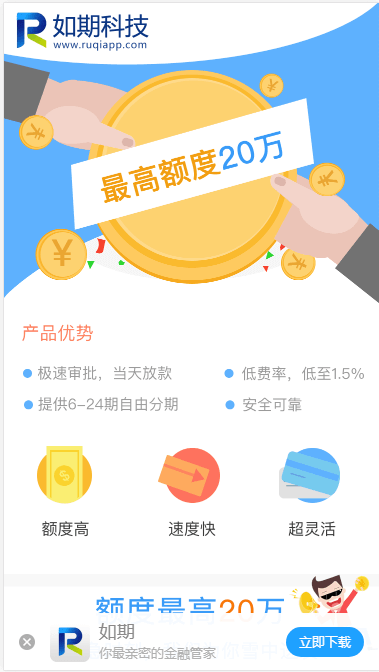 如期科技
www.ruqiapp.com
最高额度20万
产品优势
极速审批，当天放款
低费率，低至1.5%
提供6-24期自由分期
安全可靠
额度高
速度快
超灵活
额度最高20万
如期
你最亲密的金融管家
立即下载